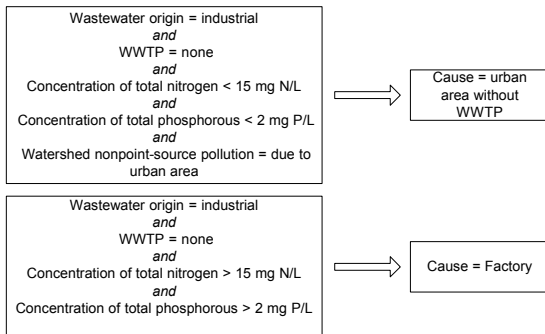 Wastewater origin = industrial
and
WWTP = none
and
Concentration of total nitrogen < 15 mg N/L
and
Concentration of total phosphorous < 2 mg P/L
and
Watershed nonpoint-source pollution = due to
urban area
Cause = urban
area without
WWTP
Wastewater origin = industrial
and
WWTP = none
and
Concentration of total nitrogen > 15 mg N/L
and
Concentration of total phosphorous > 2 mg P/L
Cause = Factory